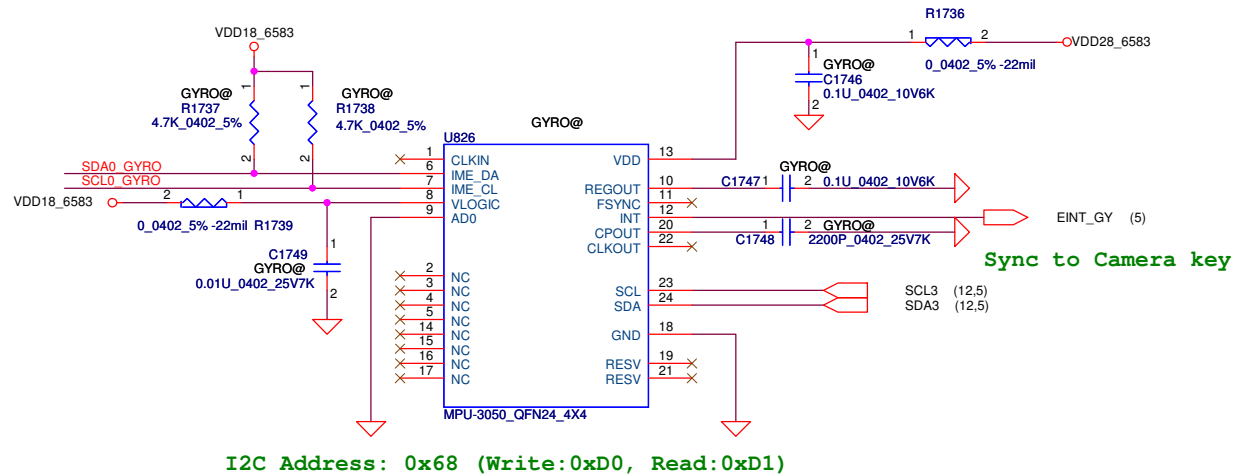 R1736
VDD18_6583
1
2
VDD28_6583
0_0402_5% -22mil
1
GYRO@
C1746
0.1U_0402_10V6K
2
1
GYRO@
R1737
4.7K_0402_5%
2
1
GYRO@
R1738
4.7K_0402_5%
2
GYRO@
U826
SDA0_GYRO
SCL0_GYRO
VDD18_6583
2
1
0_0402_5% -22mil R1739
C1749
1
GYRO@
0.01U_0402_25V7K
2
1 CLKIN
6 IME_DA
7 IME_CL
8 VLOGIC
9 AD0
2 NC
3 NC
4 NC
5 NC
14 NC
15 NC
16 NC
17 NC
VDD 13
REGOUT 10
FSYNC 11
INT 12
CPOUT 20
CLKOUT 22
SCL 23
SDA 24
GND 18
RESV 19
RESV 21
MPU-3050_QFN24_4X4
GYRO@
C1747 1 2 0.1U_0402_10V6K
EINT_GY (5)
1 2 GYRO@
C1748 2200P_0402_25V7K
Sync to Camera key
SCL3 (12,5)
SDA3 (12,5)
I2C Address: 0x68 (Write:0xD0, Read:0xD1)